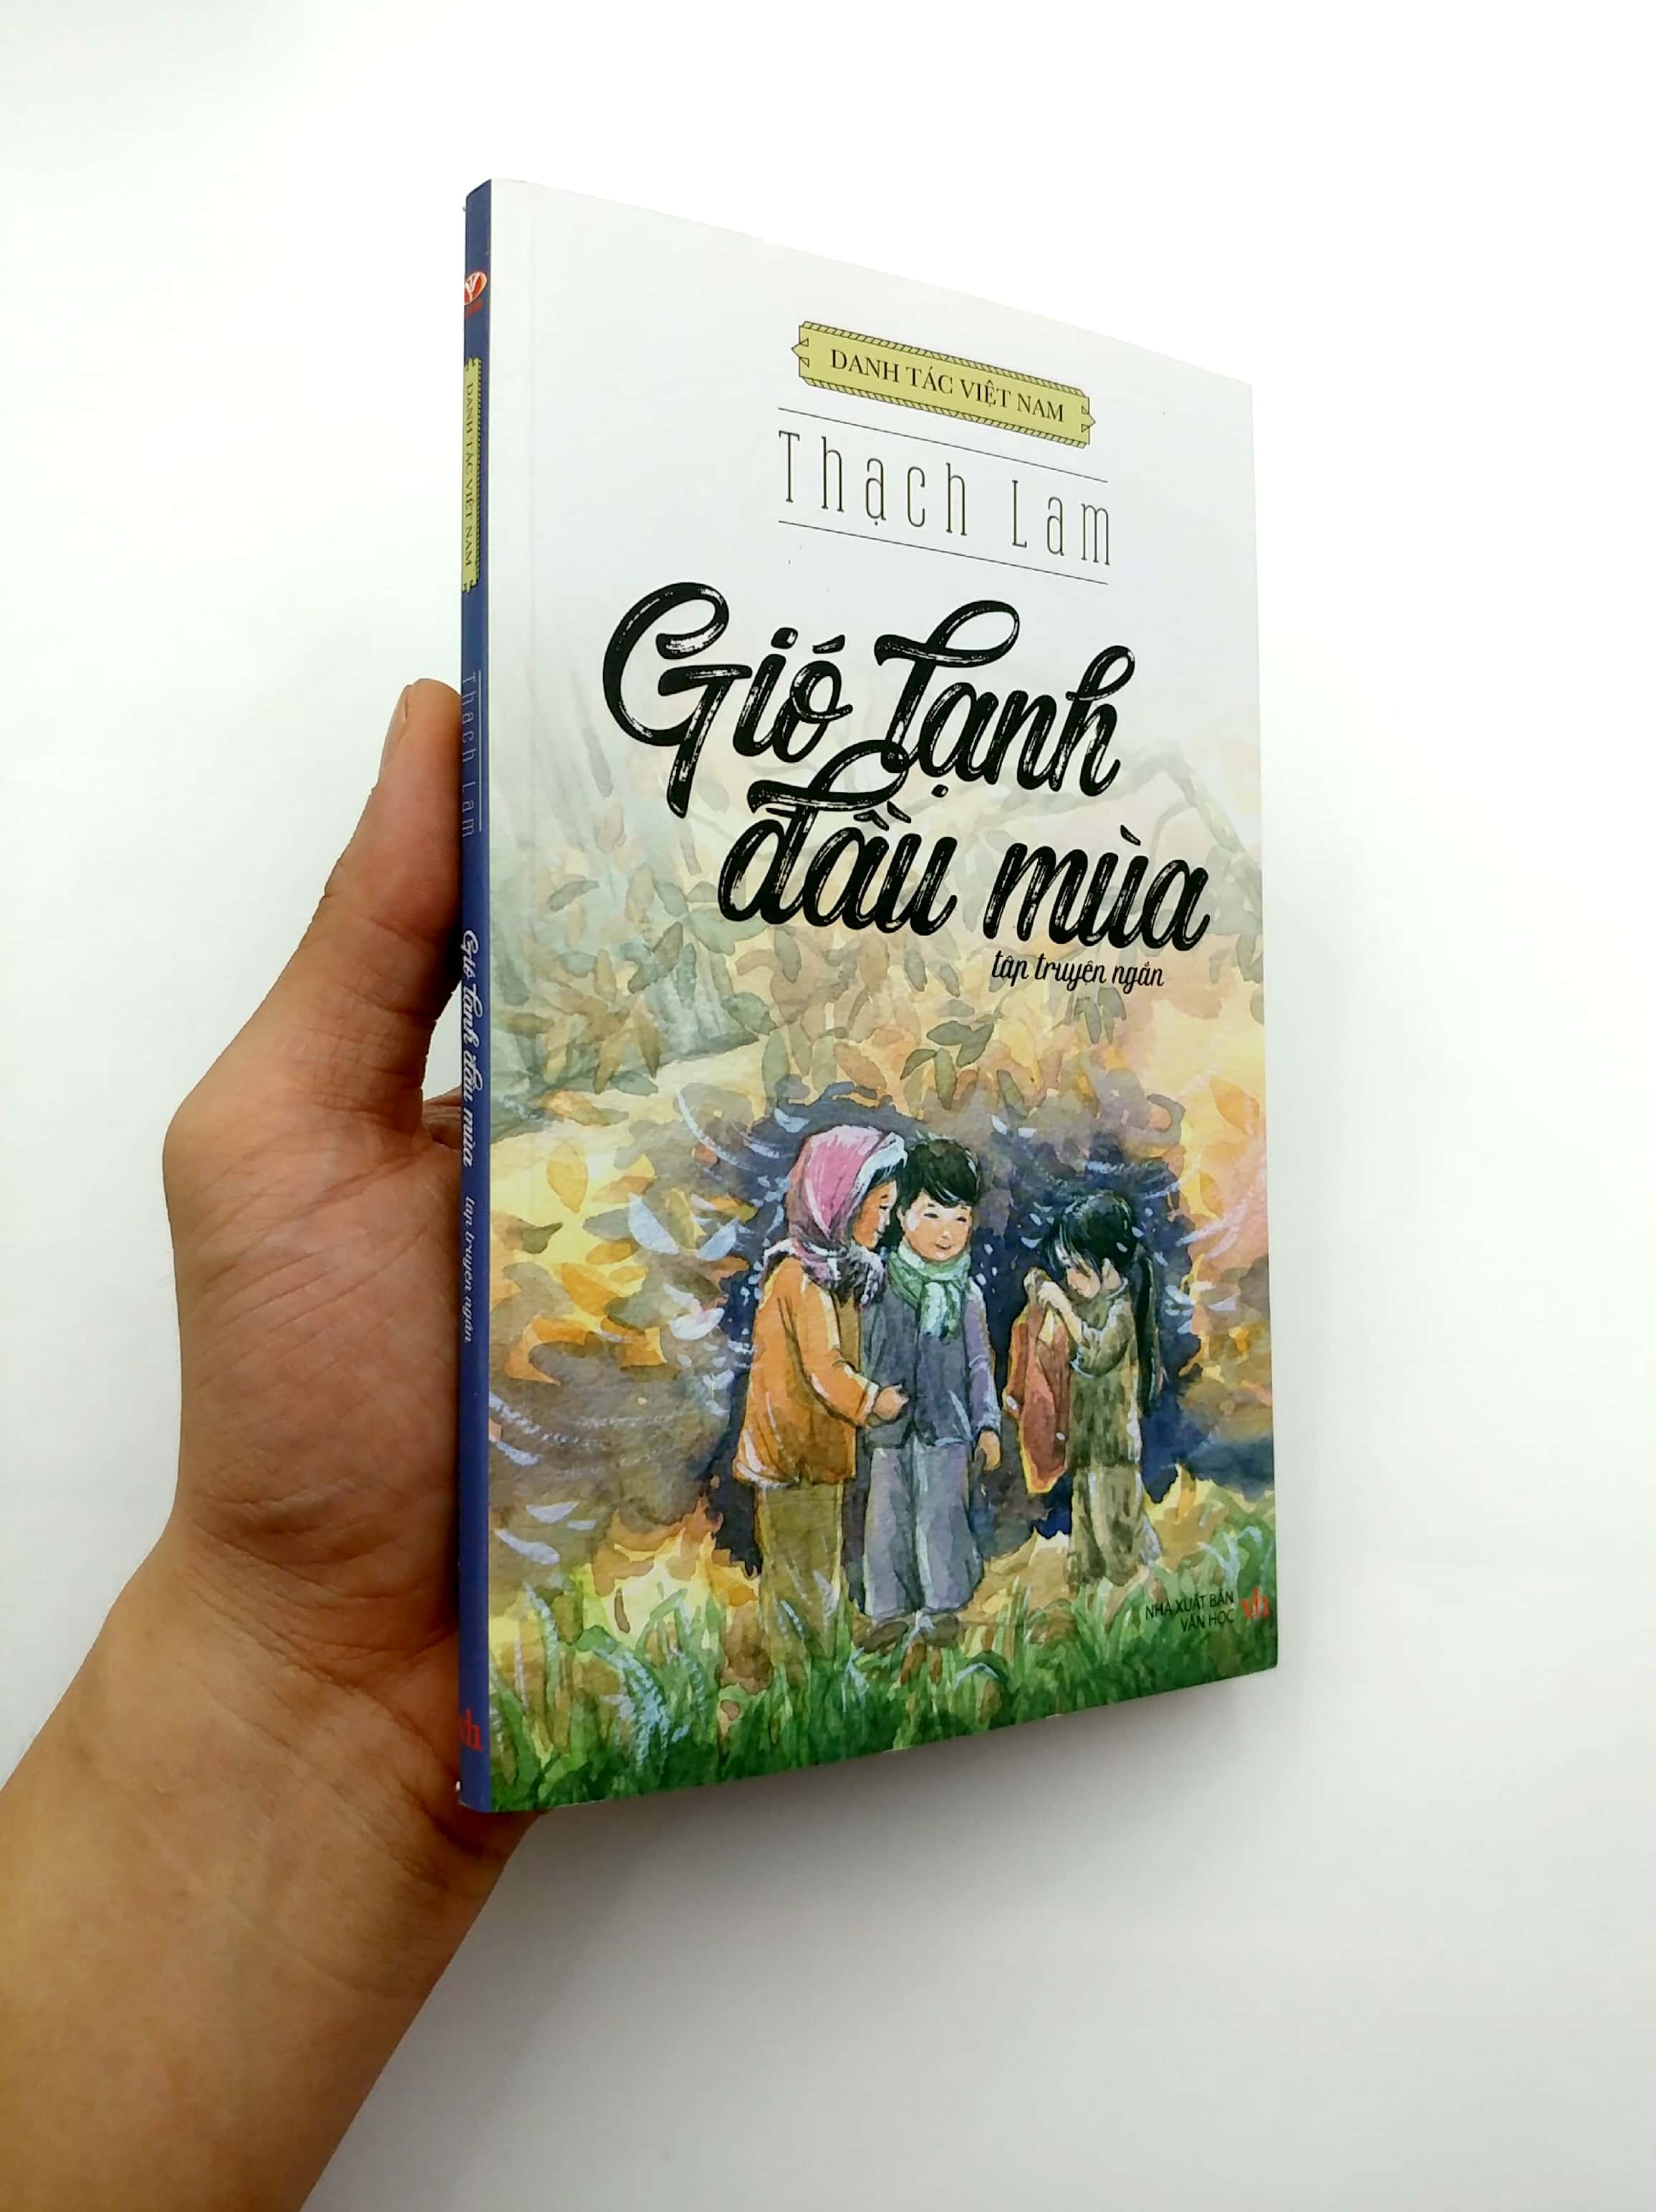 DANH TÁC VIỆT NAM
Thạch Lam
Gió lạnh
đầu mùa
tập truyện ngắn
NHÀ XUẤT BẢN
VĂN HỌC
vh
DANH TÁC VIỆT NAM
Thạch Lam
Gió lạnh đầu mùa
tập truyện ngắn